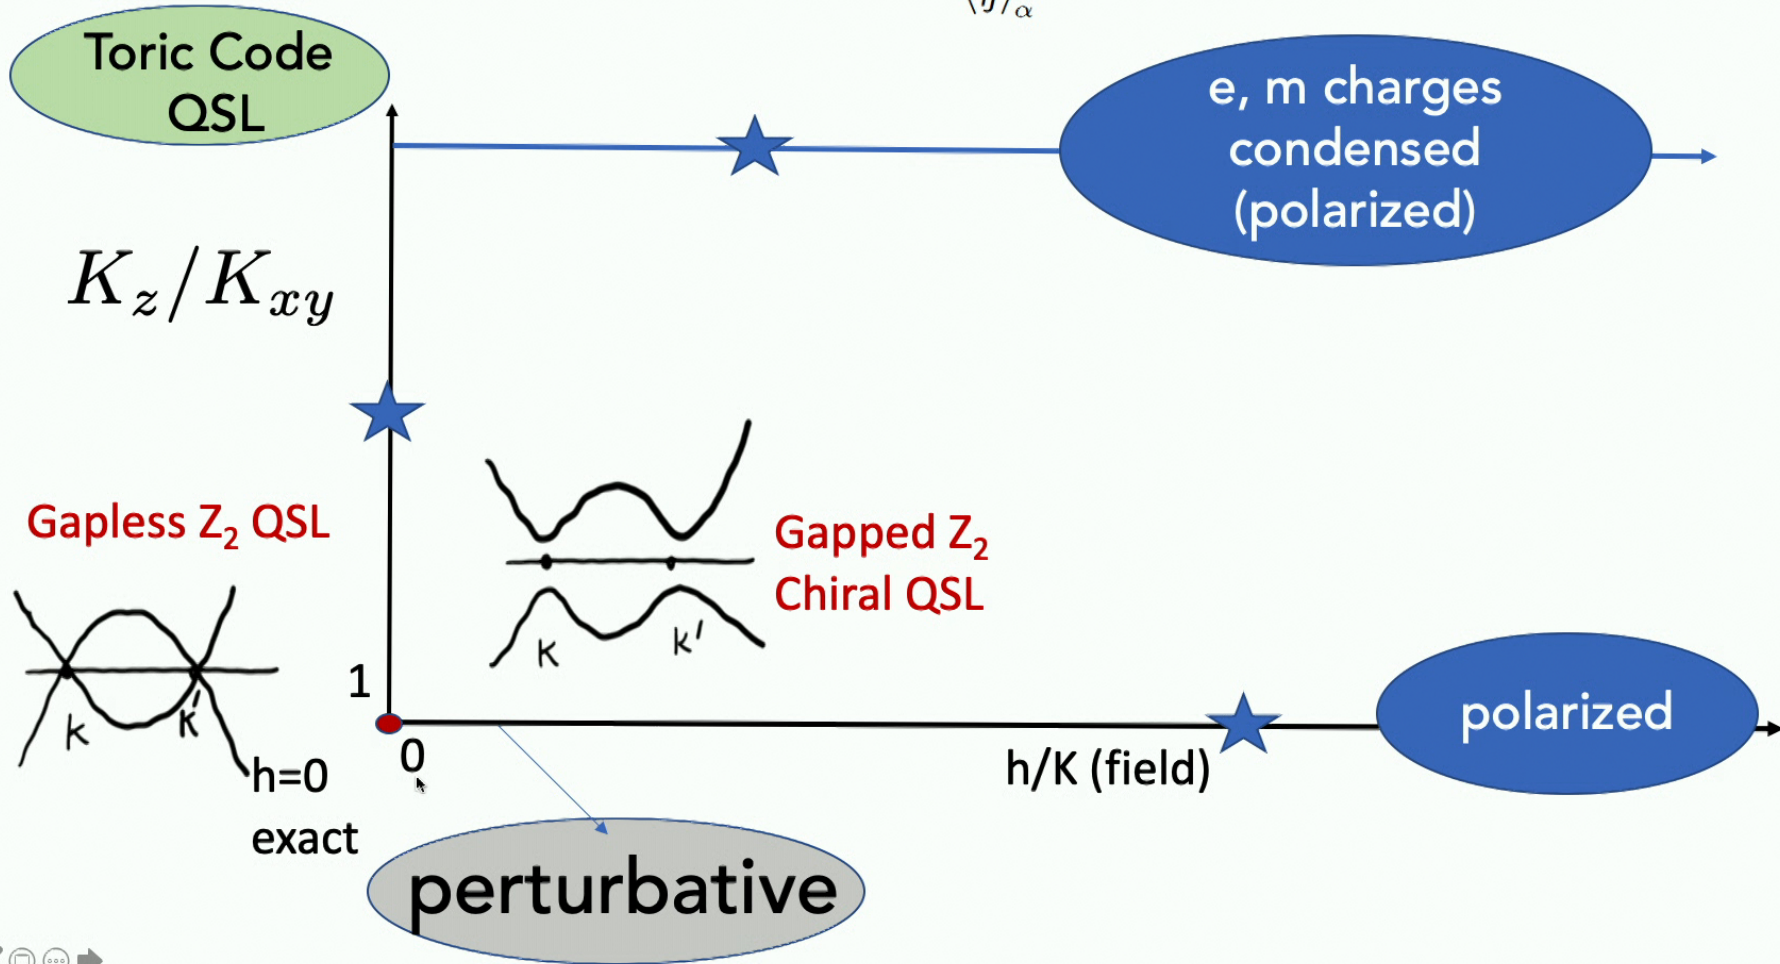 ⟨ij⟩α
Toric Code
QSL
e, m charges
condensed
(polarized)
K_z/K_xy
Gapless Z₂ QSL
Gapped Z₂
Chiral QSL
K
K'
K
K'
1
0
h=0
exact
h/K (field)
polarized
perturbative